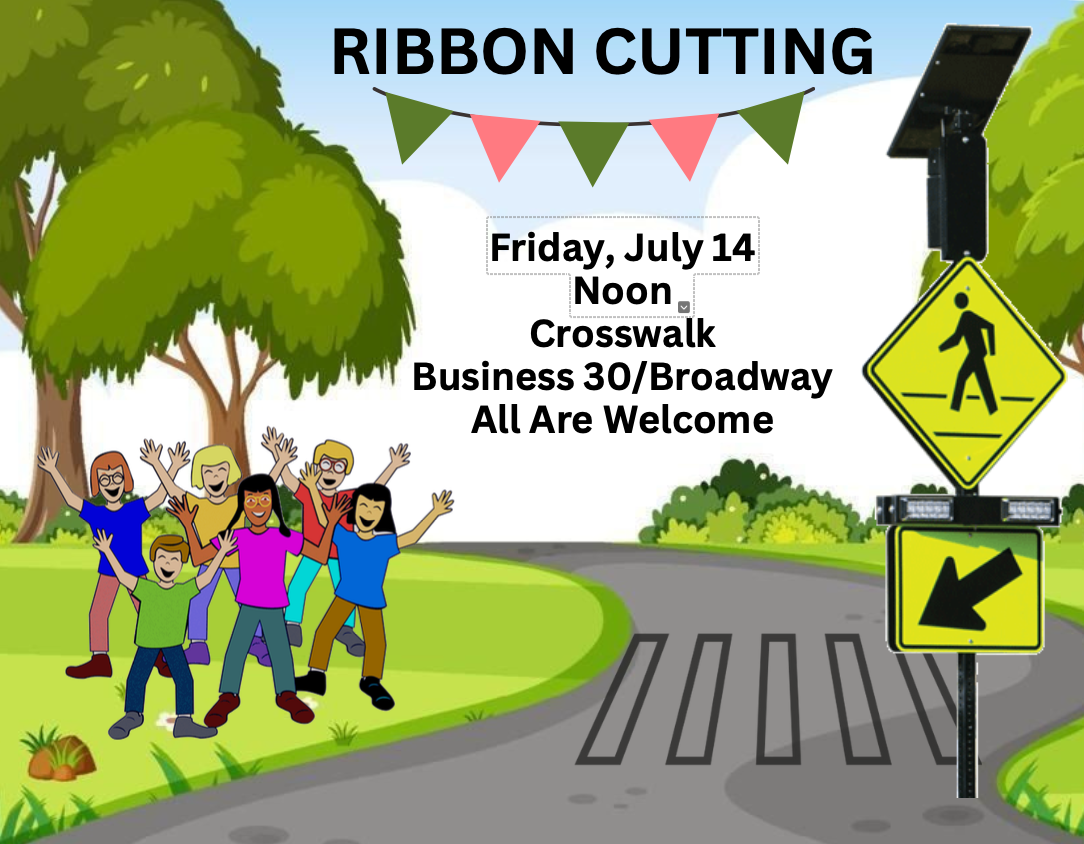 RIBBON CUTTING
Friday, July 14
Noon
Crosswalk
Business 30/Broadway
All Are Welcome